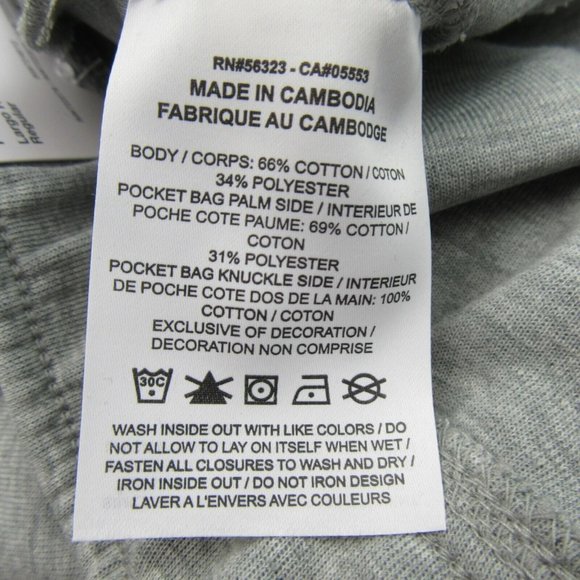 RN#56323 - CA#05553
MADE IN CAMBODIA
FABRIQUE AU CAMBODGE
BODY / CORPS: 66% COTTON / COTON
34% POLYESTER
POCKET BAG PALM SIDE / INTERIEUR DE
POCHE COTE PAUME: 69% COTTON /
COTON
31% POLYESTER
POCKET BAG KNUCKLE SIDE / INTERIEUR
DE POCHE COTE DOS DE LA MAIN: 100%
COTTON / COTON
EXCLUSIVE OF DECORATION /
DECORATION NON COMPRISE
30C
WASH INSIDE OUT WITH LIKE COLORS / DO
NOT ALLOW TO LAY ON ITSELF WHEN WET /
FASTEN ALL CLOSURES TO WASH AND DRY /
IRON INSIDE OUT / DO NOT IRON DESIGN
LAVER A L'ENVERS AVEC COULEURS
Regular